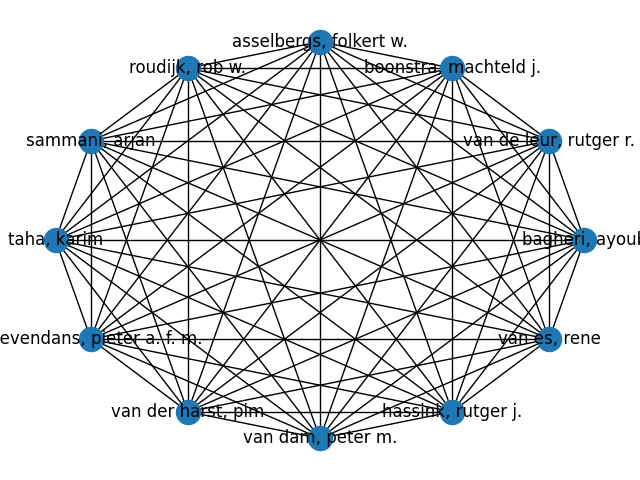 asselbergs, folkert w.
roudijk, rob w.
boonstra, machteld j.
sammani, arjan
van de leur, rutger r.
taha, karim
bagheri, ayoub
evendans, pieter a. f. m.
van es, rene
van der harst, pim
hassink, rutger j.
van dam, peter m.